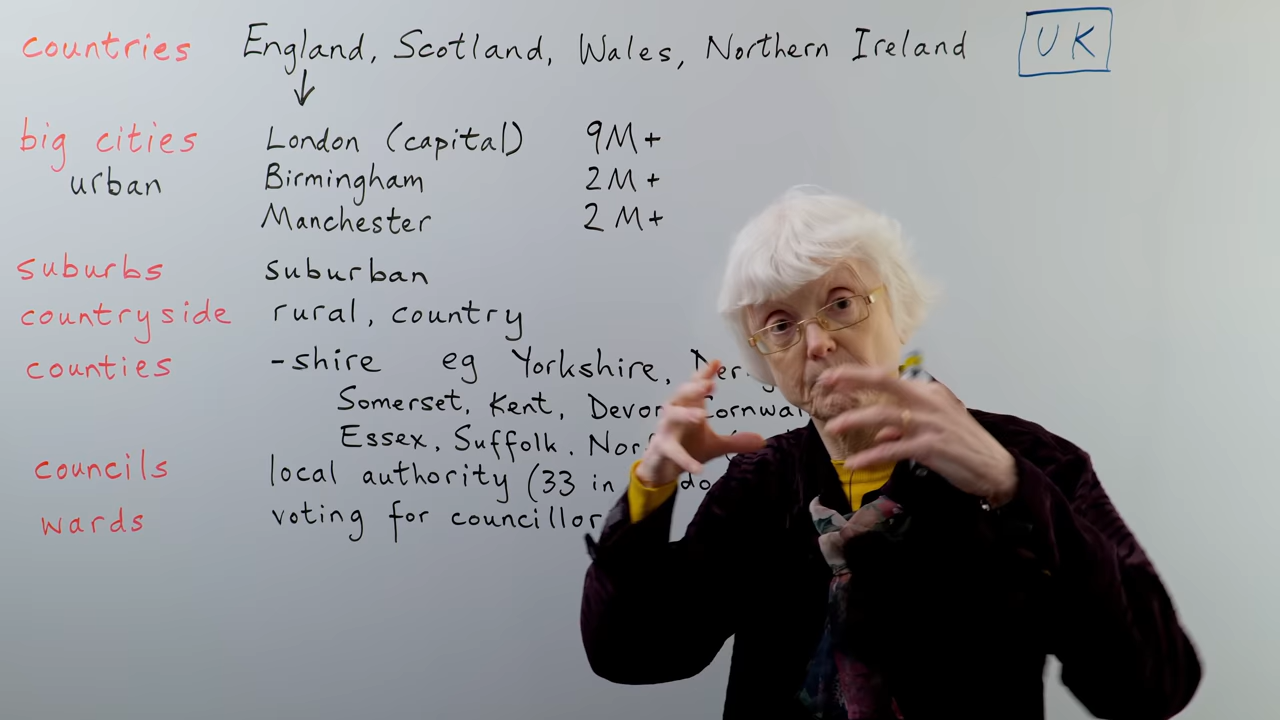 countries England, Scotland, Wales, Northern Ireland UK
big cities London (capital) 9M+
urban Birmingham 2M+
Manchester 2M+
suburbs suburban
countryside rural, country
counties -shire eg Yorkshire,
Somerset, Kent, Devon
Essex, Suffolk,
councils local authority (33 in
wards voting for